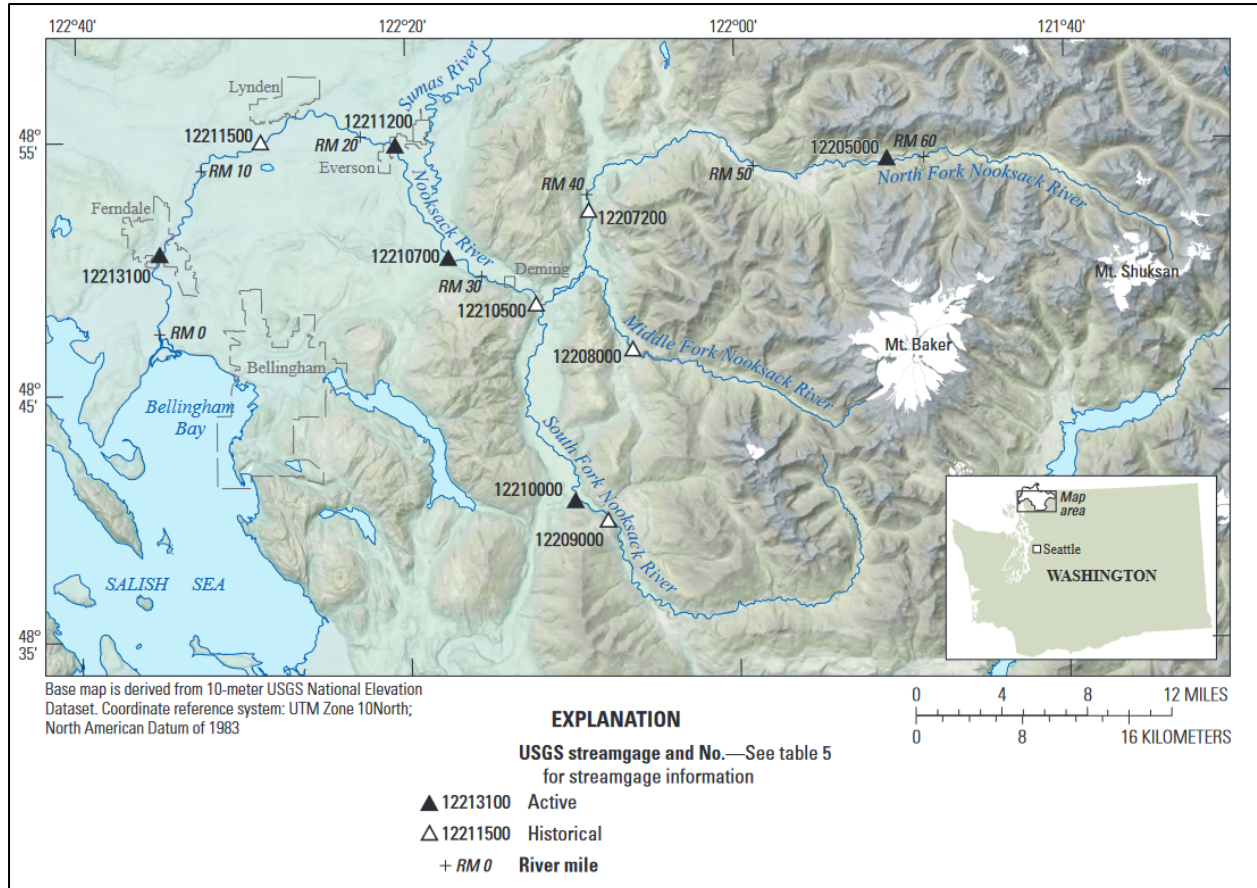 122°40'
122°20'
122°00'
121°40'
48°
55'
48°
45'
48°
35'
Lynden
Sumas River
12211500
12211200
RM 20
Everson
RM 10
Nooksack River
Ferndale
12213100
12210700
RM 30
Deming
12210500
RM 0
Bellingham
Bellingham
Bay
SALISH SEA
RM 40
12207200
RM 50
12205000
RM 60
North Fork Nooksack River
Mt. Shuksan
Mt. Baker
Middle Fork Nooksack River
12208000
South Fork Nooksack River
12210000
12209000
Map
area
Seattle
WASHINGTON
Base map is derived from 10-meter USGS National Elevation
Dataset. Coordinate reference system: UTM Zone 10North;
North American Datum of 1983
0 4 8 12 MILES
0 8 16 KILOMETERS
EXPLANATION
USGS streamgage and No.—See table 5
for streamgage information
12213100 Active
12211500 Historical
RM 0 River mile